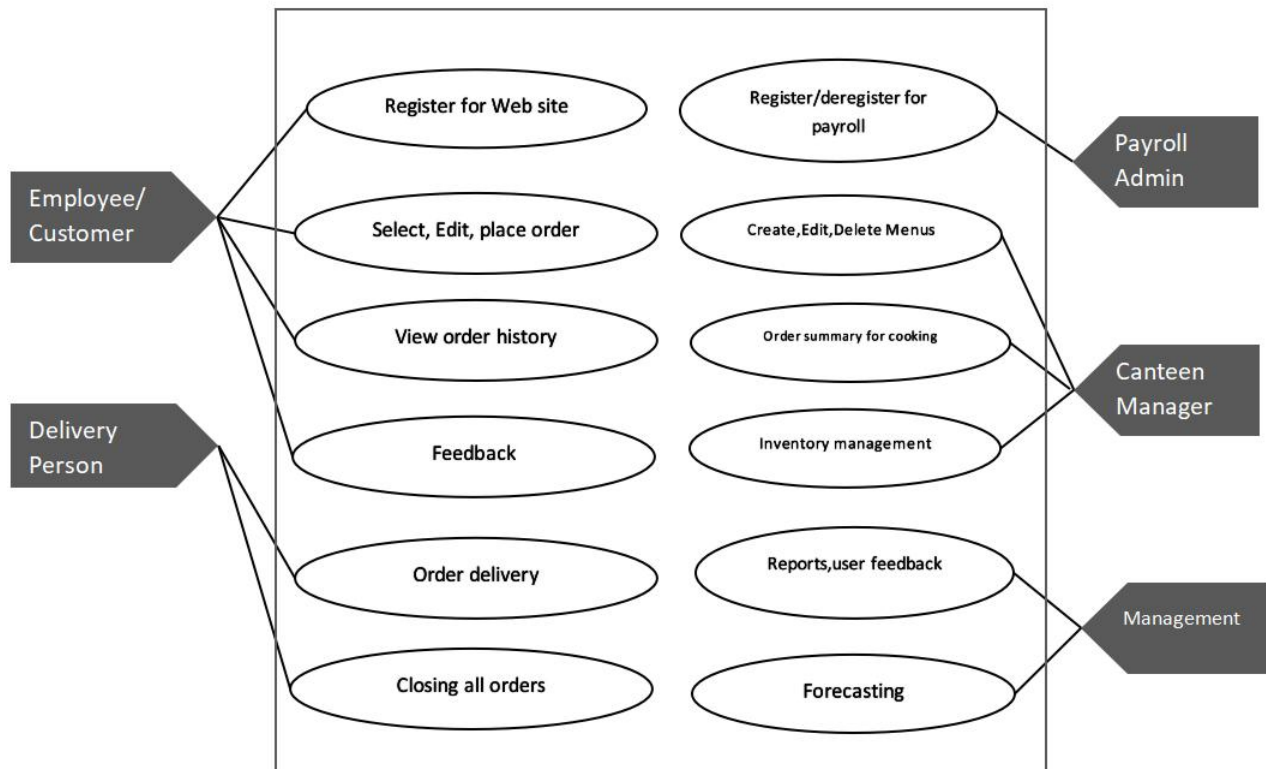 Register for Web site
Register/deregister for
payroll
Payroll
Admin
Employee/
Customer
Select, Edit, place order
Create,Edit,Delete Menus
View order history
Order summary for cooking
Canteen
Manager
Delivery
Person
Feedback
Inventory management
Order delivery
Reports,user feedback
Management
Closing all orders
Forecasting